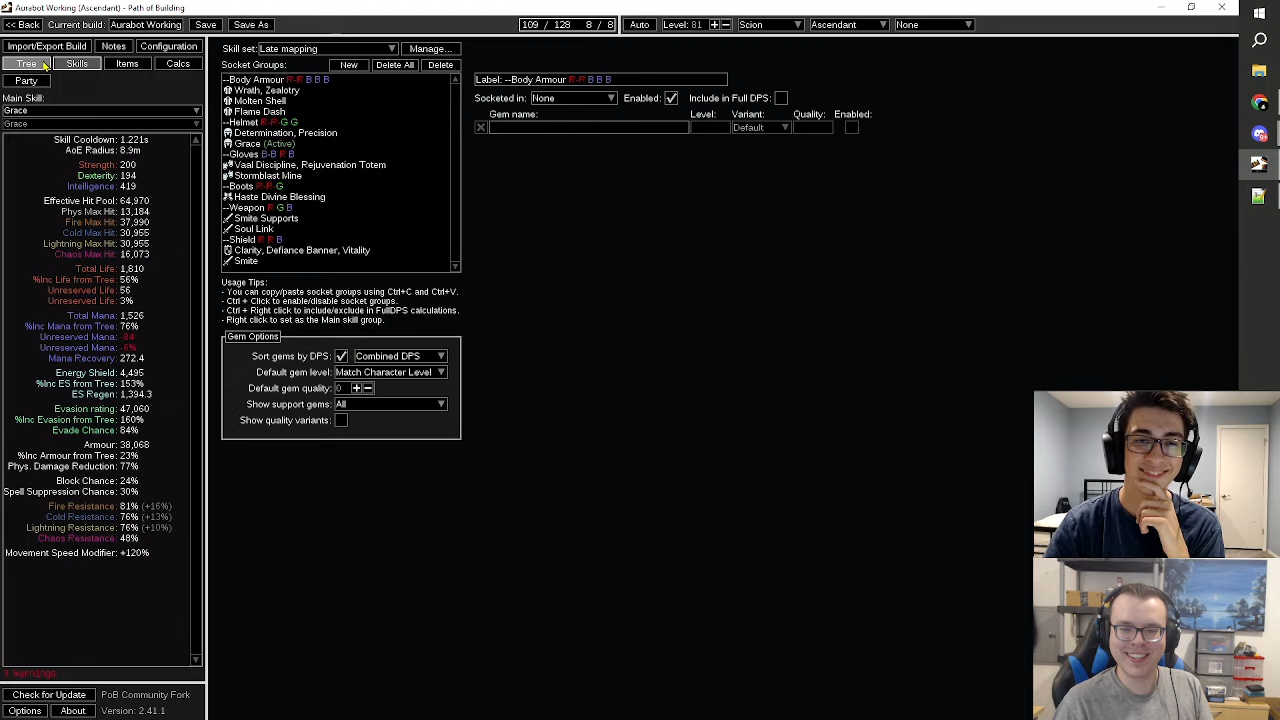 Aurabot Working (Ascendant) - Path of Building
<< Back Current build: Aurabot Working Save Save As 109 / 128 8 / 8 Auto Level: 81 + - Scion Ascendant None
Import/Export Build Notes Configuration
Tree Skills Items Calcs
Party
Main Skill:
Grace
Grace
Skill Cooldown: 1.221s
AoE Radius: 8.9m
Strength: 200
Dexterity: 194
Intelligence: 419
Effective Hit Pool: 64,970
Phys Max Hit: 13,184
Fire Max Hit: 37,990
Cold Max Hit: 30,955
Lightning Max Hit: 30,955
Chaos Max Hit: 16,073
Total Life: 1,810
%Inc Life from Tree: 56%
Unreserved Life: 56
Unreserved Life: 3%
Total Mana: 1,526
%Inc Mana from Tree: 76%
Unreserved Mana: -84
Unreserved Mana: -6%
Mana Recovery: 272.4
Energy Shield: 4,495
%Inc ES from Tree: 153%
ES Regen: 1,394.3
Evasion rating: 47,060
%Inc Evasion from Tree: 160%
Evade Chance: 84%
Armour: 38,068
%Inc Armour from Tree: 23%
Phys. Damage Reduction: 77%
Block Chance: 24%
Spell Suppression Chance: 30%
Fire Resistance: 81% (+16%)
Cold Resistance: 76% (+13%)
Lightning Resistance: 76% (+10%)
Chaos Resistance: 48%
Movement Speed Modifier: +120%
3 Warnings
Check for Update PoB Community Fork
Options About Version: 2.41.1
Skill set: Late mapping Manage...
Socket Groups: New Delete All Delete
--Body Armour R-R B B B
Wrath, Zealotry
Molten Shell
Flame Dash
--Helmet R-R-G G
Determination, Precision
Grace (Active)
--Gloves B-B R B
Vaal Discipline, Rejuvenation Totem
Stormblast Mine
--Boots R-R-G
Haste Divine Blessing
--Weapon R G B
Smite Supports
Soul Link
--Shield R R B
Clarity, Defiance Banner, Vitality
Smite
Usage Tips:
- You can copy/paste socket groups using Ctrl+C and Ctrl+V.
- Ctrl + Click to enable/disable socket groups.
- Ctrl + Right click to include/exclude in FullDPS calculations.
- Right click to set as the Main skill group.
Gem Options
Sort gems by DPS: Combined DPS
Default gem level: Match Character Level
Default gem quality: 0 + -
Show support gems: All
Show quality variants:
Label: --Body Armour R-R B B B
Socketed in: None Enabled: Include in Full DPS:
Gem name: Level: Variant: Quality: Enabled:
Default